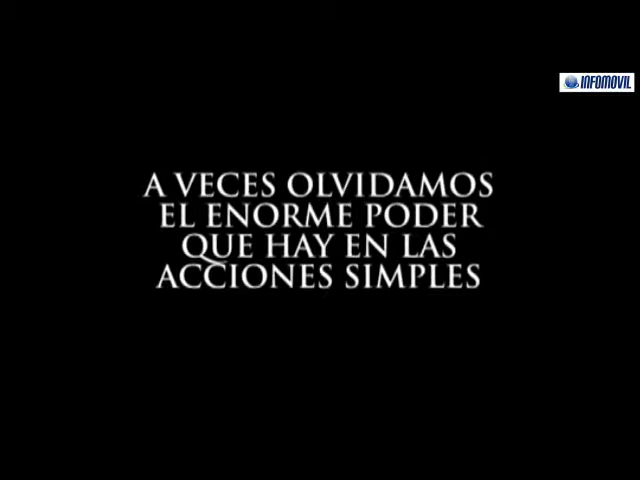 INFOMOVIL
A VECES OLVIDAMOS
EL ENORME PODER
QUE HAY EN LAS
ACCIONES SIMPLES